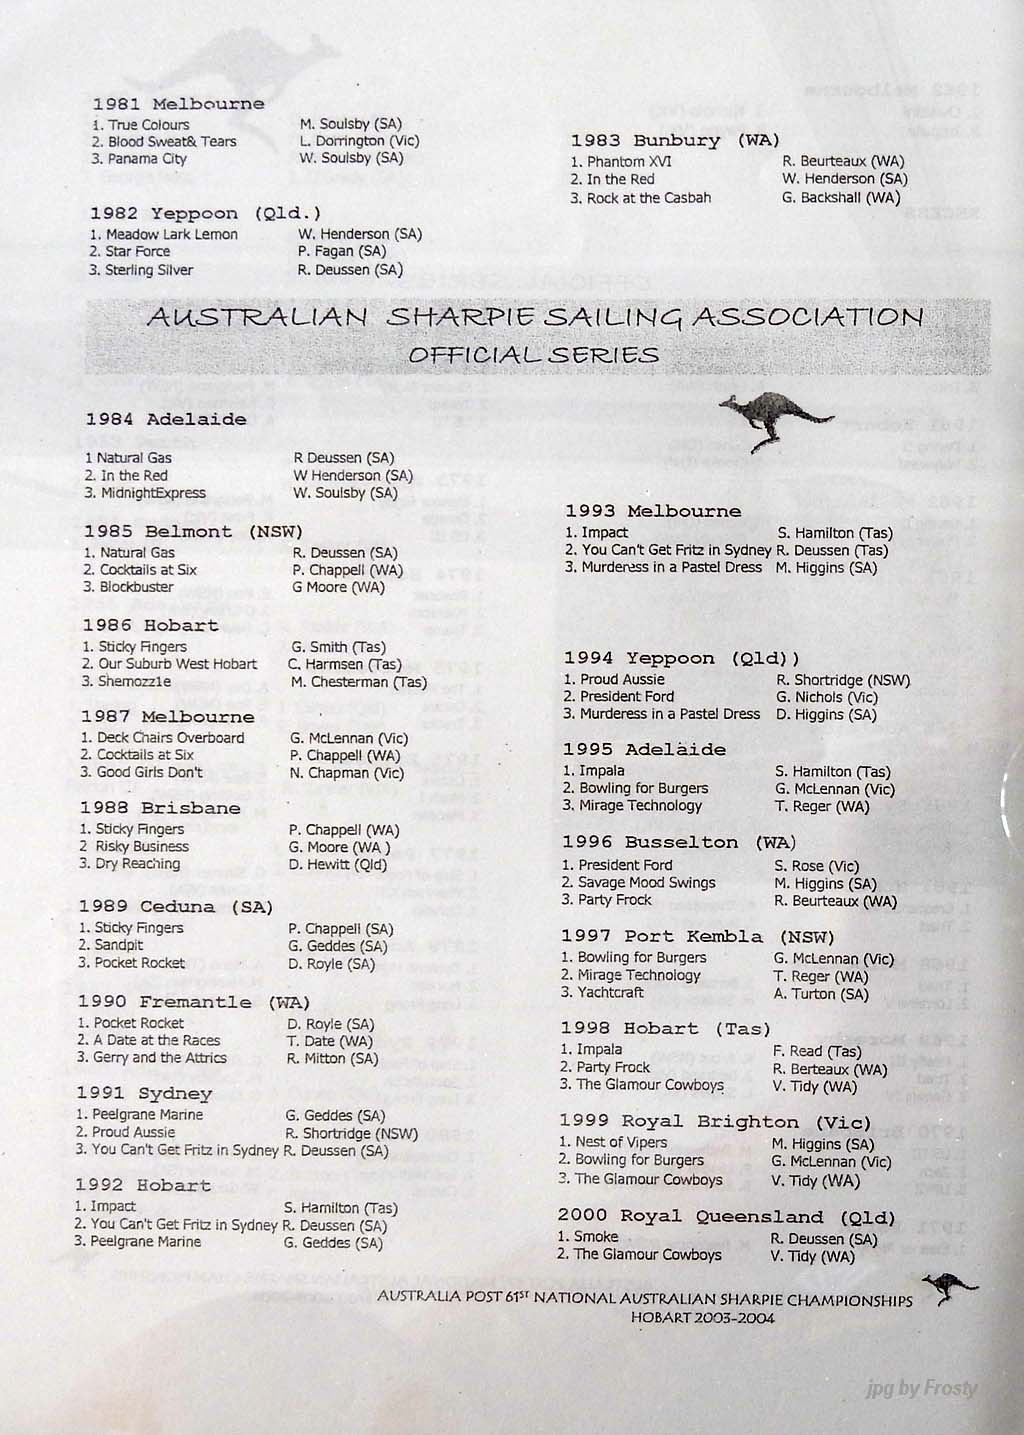 1981 Melbourne
1. True Colours M. Soulsby (SA)
2. Blood Sweat& Tears L. Dorrington (Vic)
3. Panama City W. Soulsby (SA)
1982 Yeppoon (Qld.)
1. Meadow Lark Lemon W. Henderson (SA)
2. Star Force P. Fagan (SA)
3. Sterling Silver R. Deussen (SA)
1983 Bunbury (WA)
1. Phantom XVI R. Beurteaux (WA)
2. In the Red W. Henderson (SA)
3. Rock at the Casbah G. Backshall (WA)
AUSTRALIAN SHARPIE SAILING ASSOCIATION
OFFICIAL SERIES
1984 Adelaide
1 Natural Gas R Deussen (SA)
2. In the Red W Henderson (SA)
3. MidnightExpress W. Soulsby (SA)
1985 Belmont (NSW)
1. Natural Gas R. Deussen (SA)
2. Cocktails at Six P. Chappell (WA)
3. Blockbuster G Moore (WA)
1986 Hobart
1. Sticky Fingers G. Smith (Tas)
2. Our Suburb West Hobart C. Harmsen (Tas)
3. Shemozz1e M. Chesterman (Tas)
1987 Melbourne
1. Deck Chairs Overboard G. McLennan (Vic)
2. Cocktails at Six P. Chappell (WA)
3. Good Girls Don't N. Chapman (Vic)
1988 Brisbane
1. Sticky Fingers P. Chappell (WA)
2 Risky Business G. Moore (WA )
3. Dry Reaching D. Hewitt (Qld)
1989 Ceduna (SA)
1. Sticky Fingers P. Chappell (SA)
2. Sandpit G. Geddes (SA)
3. Pocket Rocket D. Royle (SA)
1990 Fremantle (WA)
1. Pocket Rocket D. Royle (SA)
2. A Date at the Races T. Date (WA)
3. Gerry and the Attrics R. Mitton (SA)
1991 Sydney
1. Peelgrane Marine G. Geddes (SA)
2. Proud Aussie R. Shortridge (NSW)
3. You Can't Get Fritz in Sydney R. Deussen (SA)
1992 Hobart
1. Impact S. Hamilton (Tas)
2. You Can't Get Fritz in Sydney R. Deussen (SA)
3. Peelgrane Marine G. Geddes (SA)
1993 Melbourne
1. Impact S. Hamilton (Tas)
2. You Can't Get Fritz in Sydney R. Deussen (Tas)
3. Murderess in a Pastel Dress M. Higgins (SA)
1994 Yeppoon (Qld))
1. Proud Aussie R. Shortridge (NSW)
2. President Ford G. Nichols (Vic)
3. Murderess in a Pastel Dress D. Higgins (SA)
1995 Adelaide
1. Impala S. Hamilton (Tas)
2. Bowling for Burgers G. McLennan (Vic)
3. Mirage Technology T. Reger (WA)
1996 Busselton (WA)
1. President Ford S. Rose (Vic)
2. Savage Mood Swings M. Higgins (SA)
3. Party Frock R. Beurteaux (WA)
1997 Port Kembla (NSW)
1. Bowling for Burgers G. McLennan (Vic)
2. Mirage Technology T. Reger (WA)
3. Yachtcraft A. Turton (SA)
1998 Hobart (Tas)
1. Impala F. Read (Tas)
2. Party Frock R. Berteaux (WA)
3. The Glamour Cowboys V. Tidy (WA)
1999 Royal Brighton (Vic)
1. Nest of Vipers M. Higgins (SA)
2. Bowling for Burgers G. McLennan (Vic)
3. The Glamour Cowboys V. Tidy (WA)
2000 Royal Queensland (Qld)
1. Smoke R. Deussen (SA)
2. The Glamour Cowboys V. Tidy (WA)
AUSTRALIA POST 61ST NATIONAL AUSTRALIAN SHARPIE CHAMPIONSHIPS
HOBART 2003-2004
jpg by Frosty